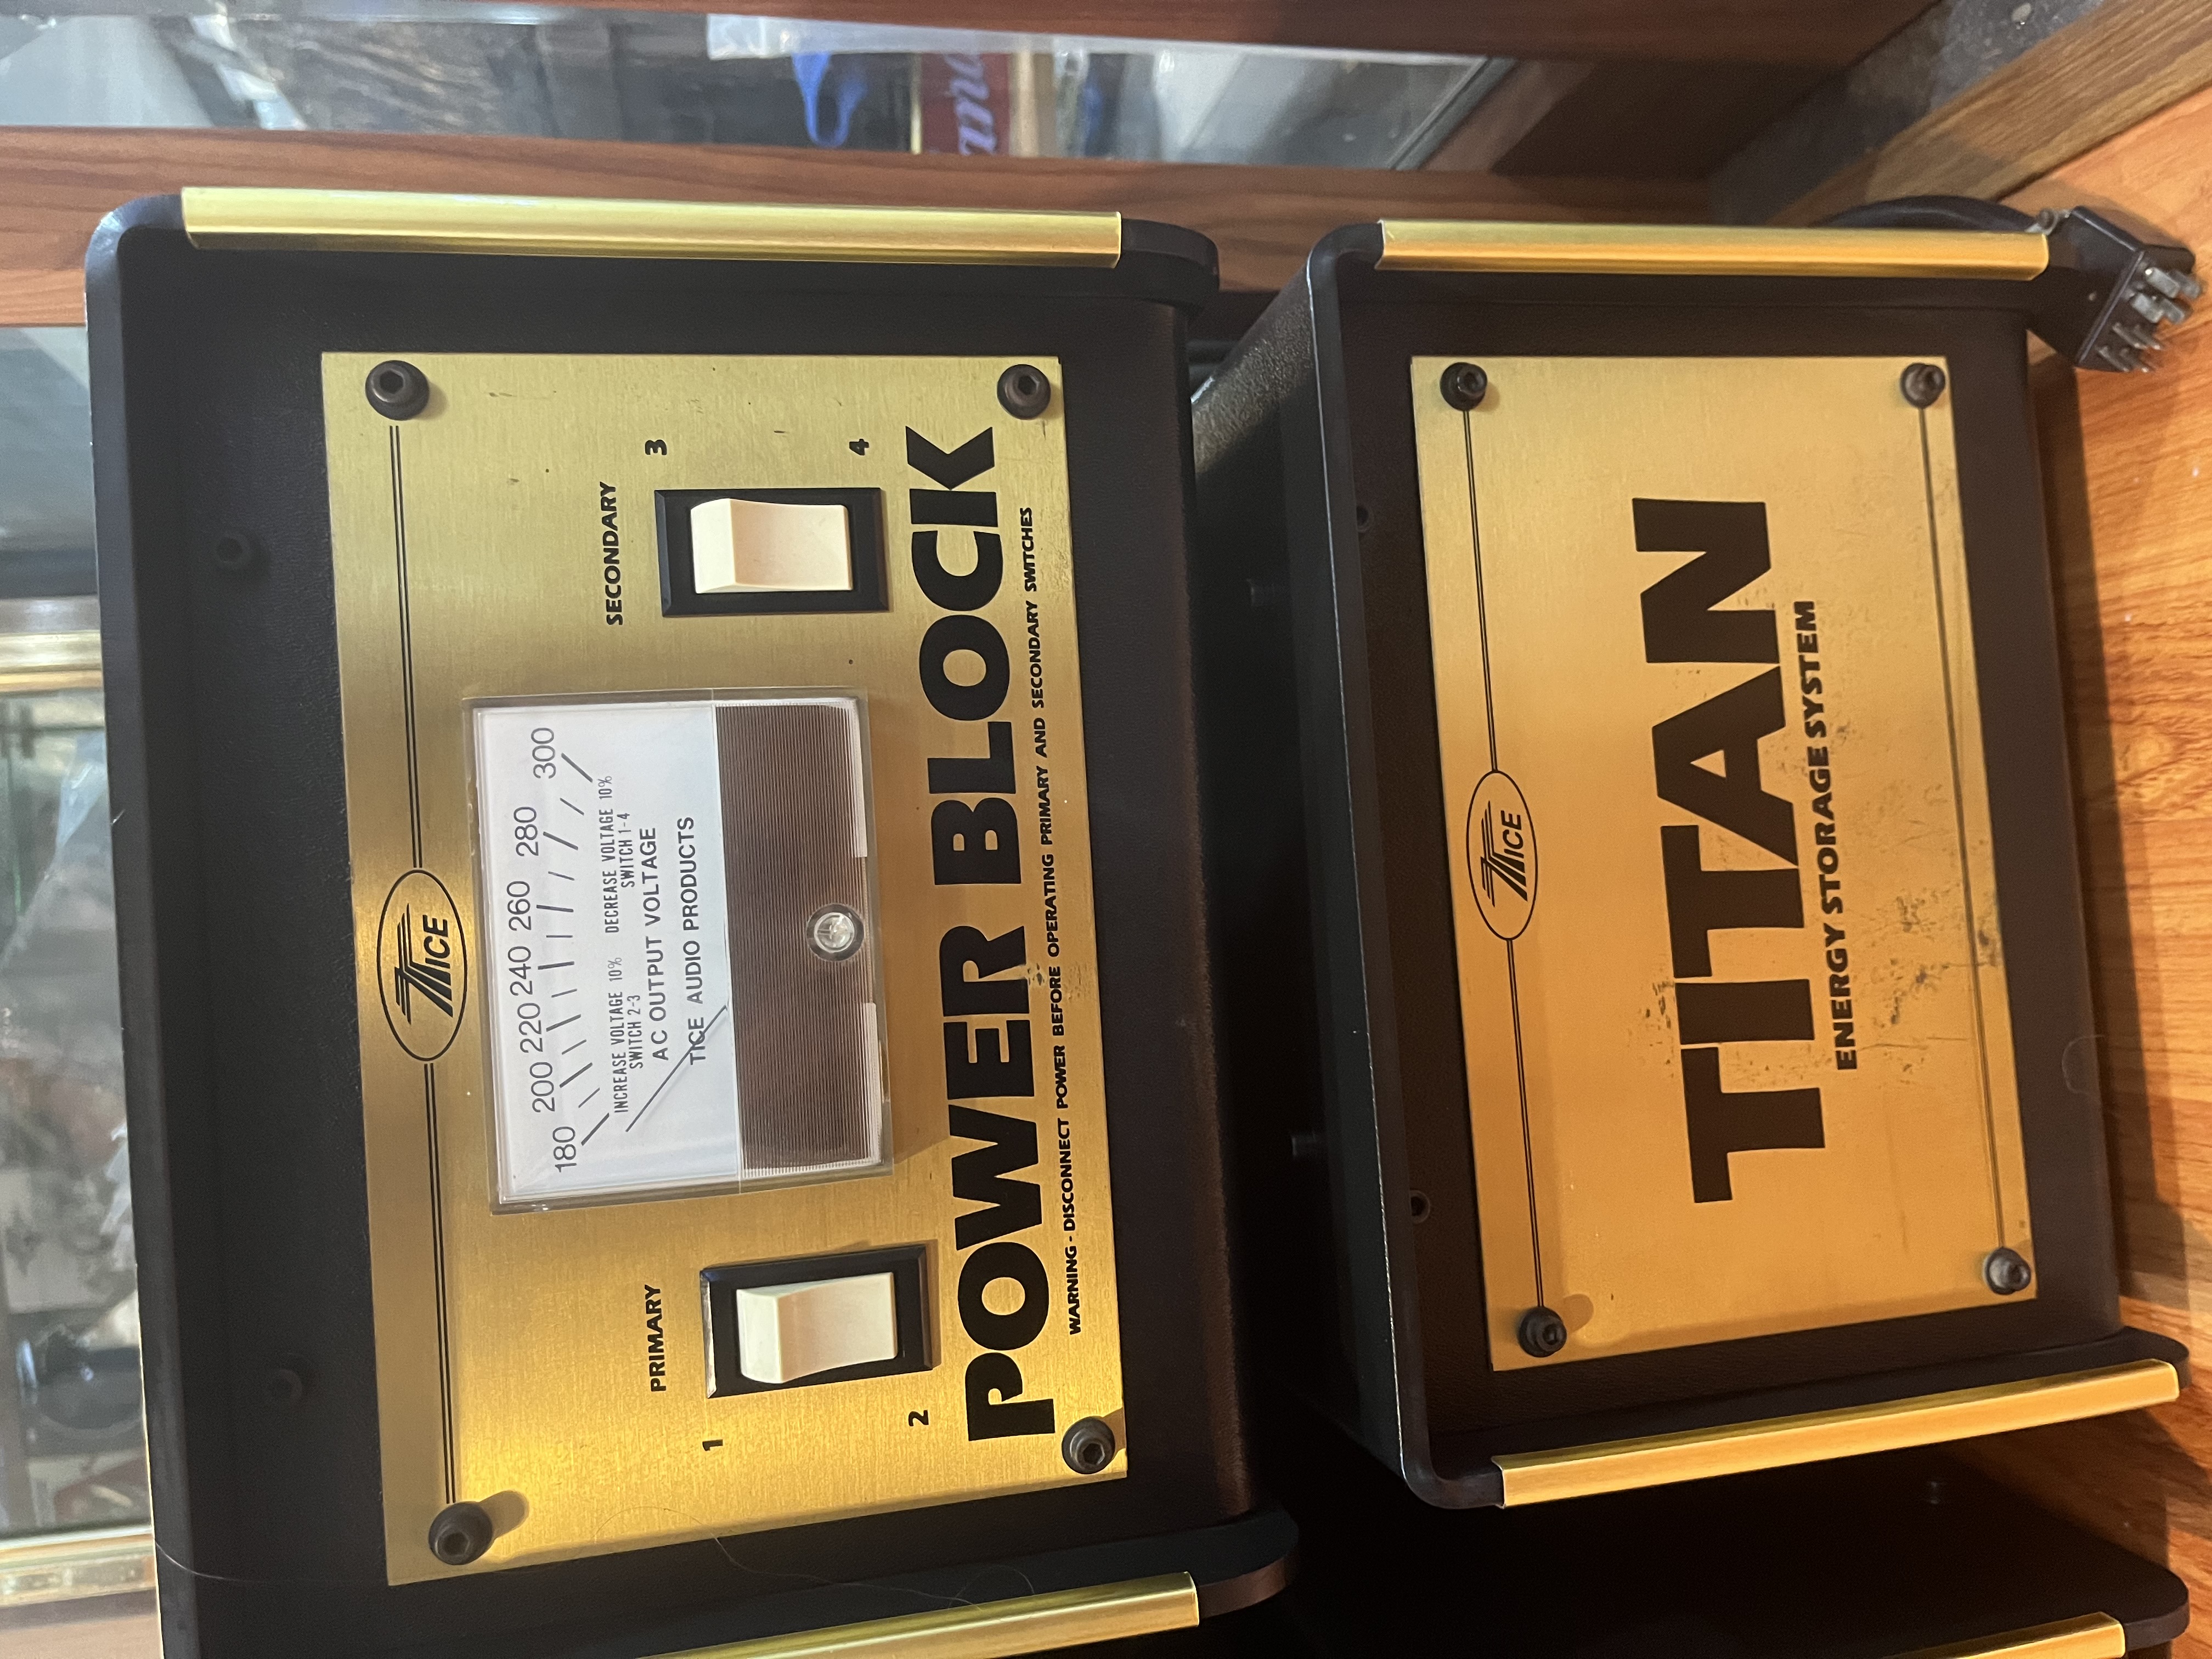 TICE
180 200 220 240 260 280 300
INCREASE VOLTAGE 10% DECREASE VOLTAGE 10%
SWITCH 2-3 SWITCH 1-4
AC OUTPUT VOLTAGE
TICE AUDIO PRODUCTS
PRIMARY
1
2
SECONDARY
3
4
POWER BLOCK
WARNING - DISCONNECT POWER BEFORE OPERATING PRIMARY AND SECONDARY SWITCHES
TICE
TITAN
ENERGY STORAGE SYSTEM